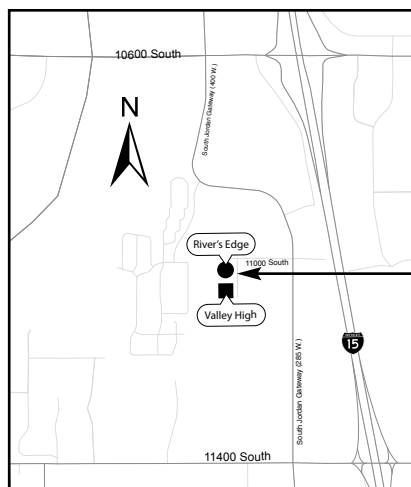 10600 South
South Jordan Gateway (400 W.)
N
River's Edge
11000 South
Valley High
15
South Jordan Gateway (285 W.)
11400 South